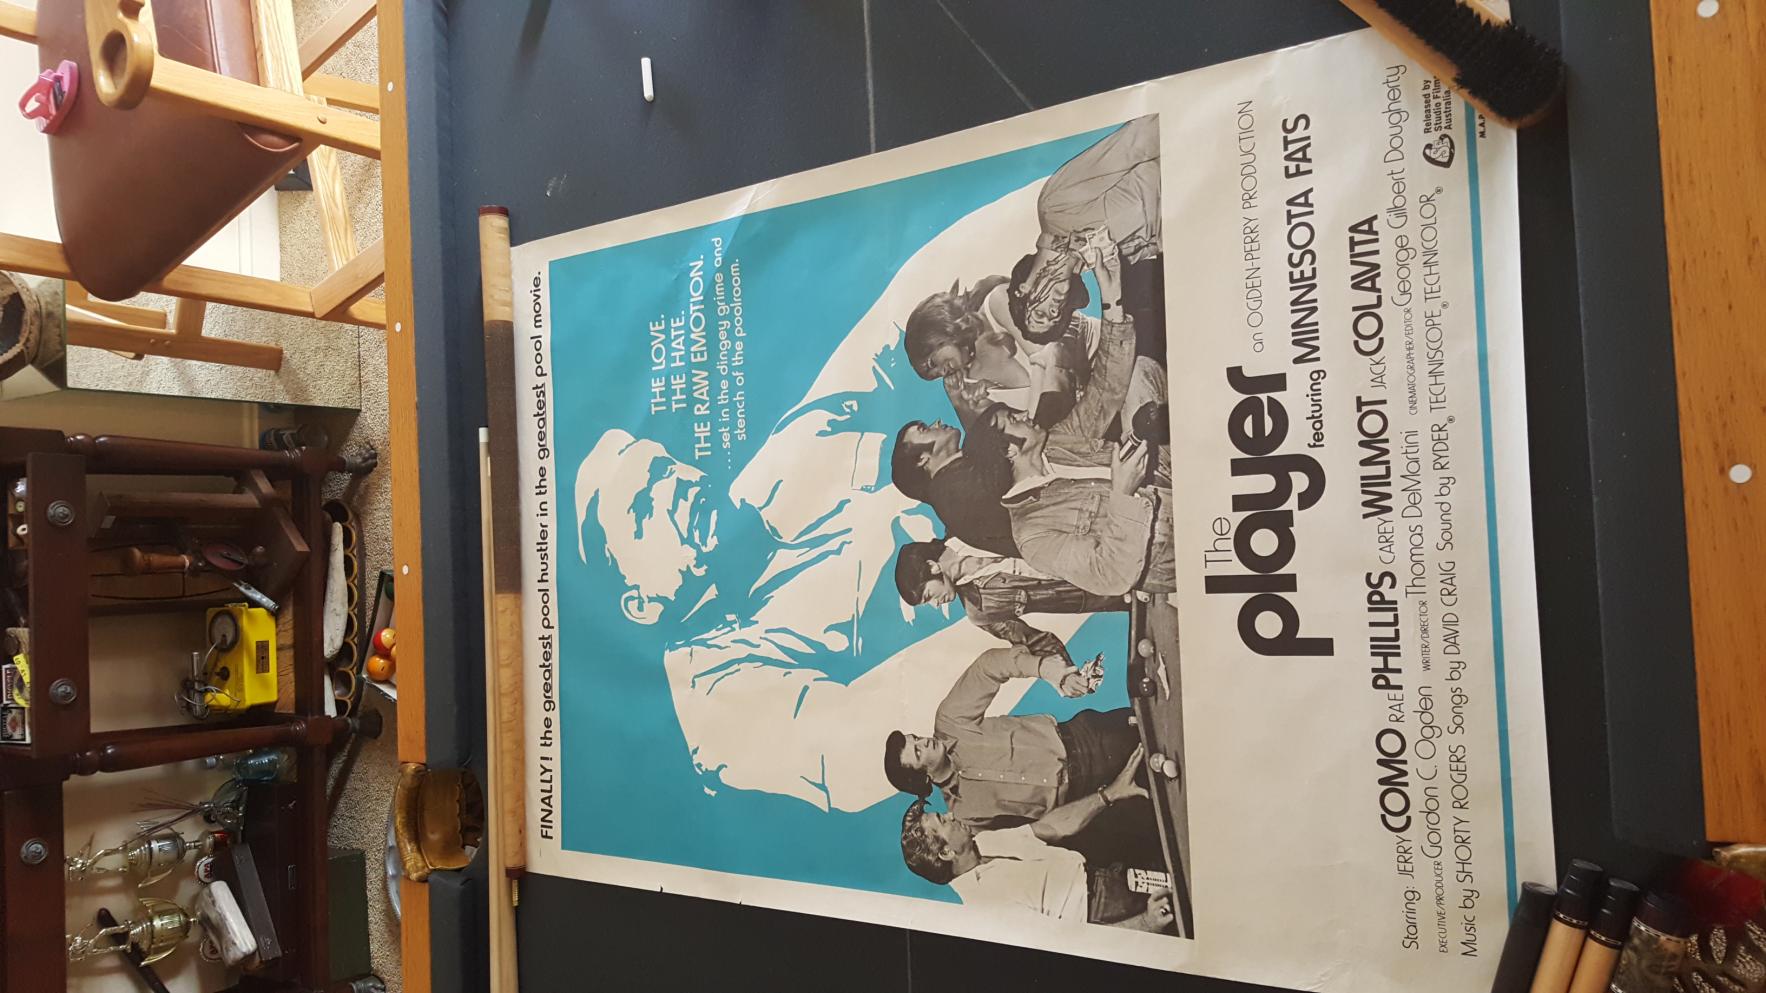 FINALLY! the greatest pool hustler in the greatest pool movie.
THE LOVE.
THE HATE.
THE RAW EMOTION.
...set in the dingey grime and
stench of the poolroom.
The
player
an OGDEN-PERRY PRODUCTION
featuring MINNESOTA FATS
Starring: JERRY COMO RAE PHILLIPS CAREY WILMOT JACK COLAVITA
EXECUTIVE/PRODUCER Gordon C. Ogden WRITER/DIRECTOR Thomas DeMartini CINEMATOGRAPHER/EDITOR George Gilbert Dougherty
Music by SHORTY ROGERS Songs by DAVID CRAIG Sound by RYDER® TECHNISCOPE® TECHNICOLOR®
Released by
Studio Film
Australia.
M.A.P